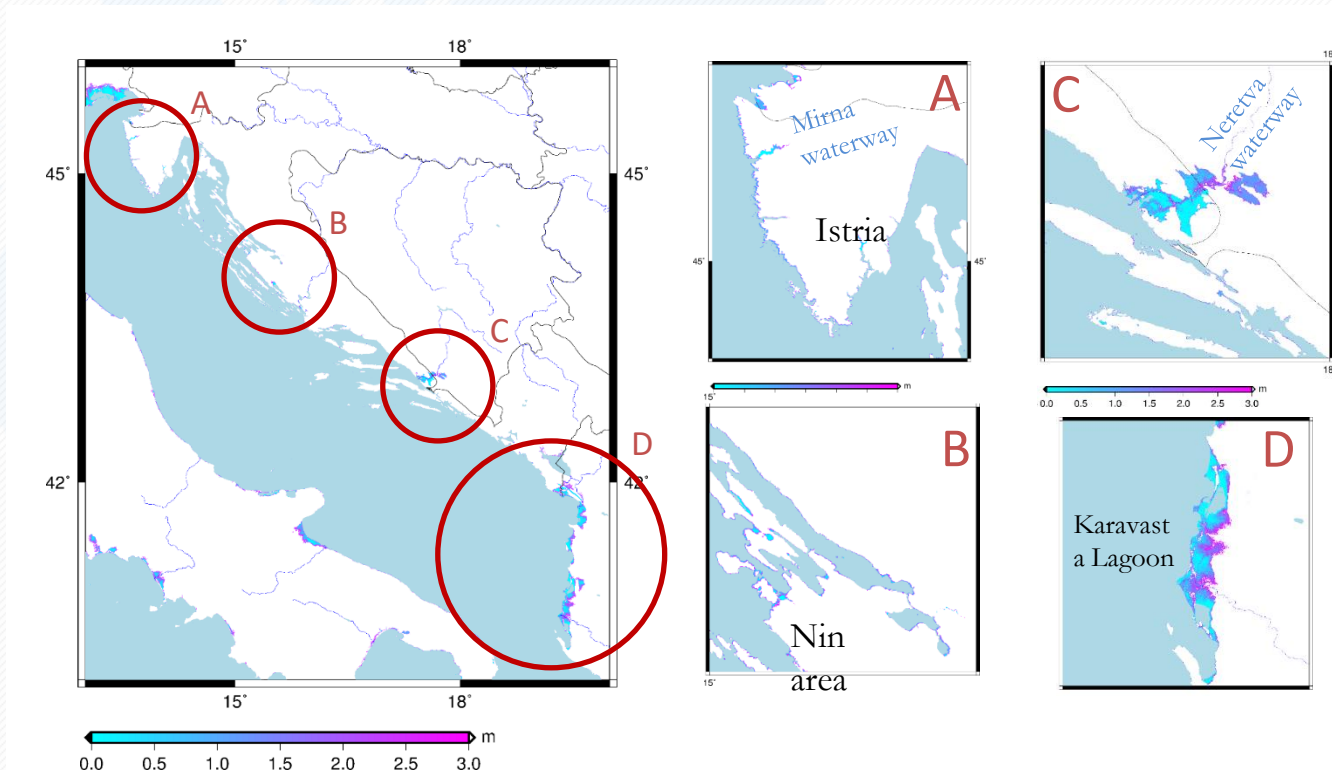 15° 18°
A
B
C
D
45° 45°
42° 42°
15° 18°
m
0.0 0.5 1.0 1.5 2.0 2.5 3.0
A
Mirna
waterway
Istria
45° 45°
m
15°
B
Nin
area
15°
18
C
Neretva
waterway
18
m
0.0 0.5 1.0 1.5 2.0 2.5 3.0
D
Karavast
a Lagoon